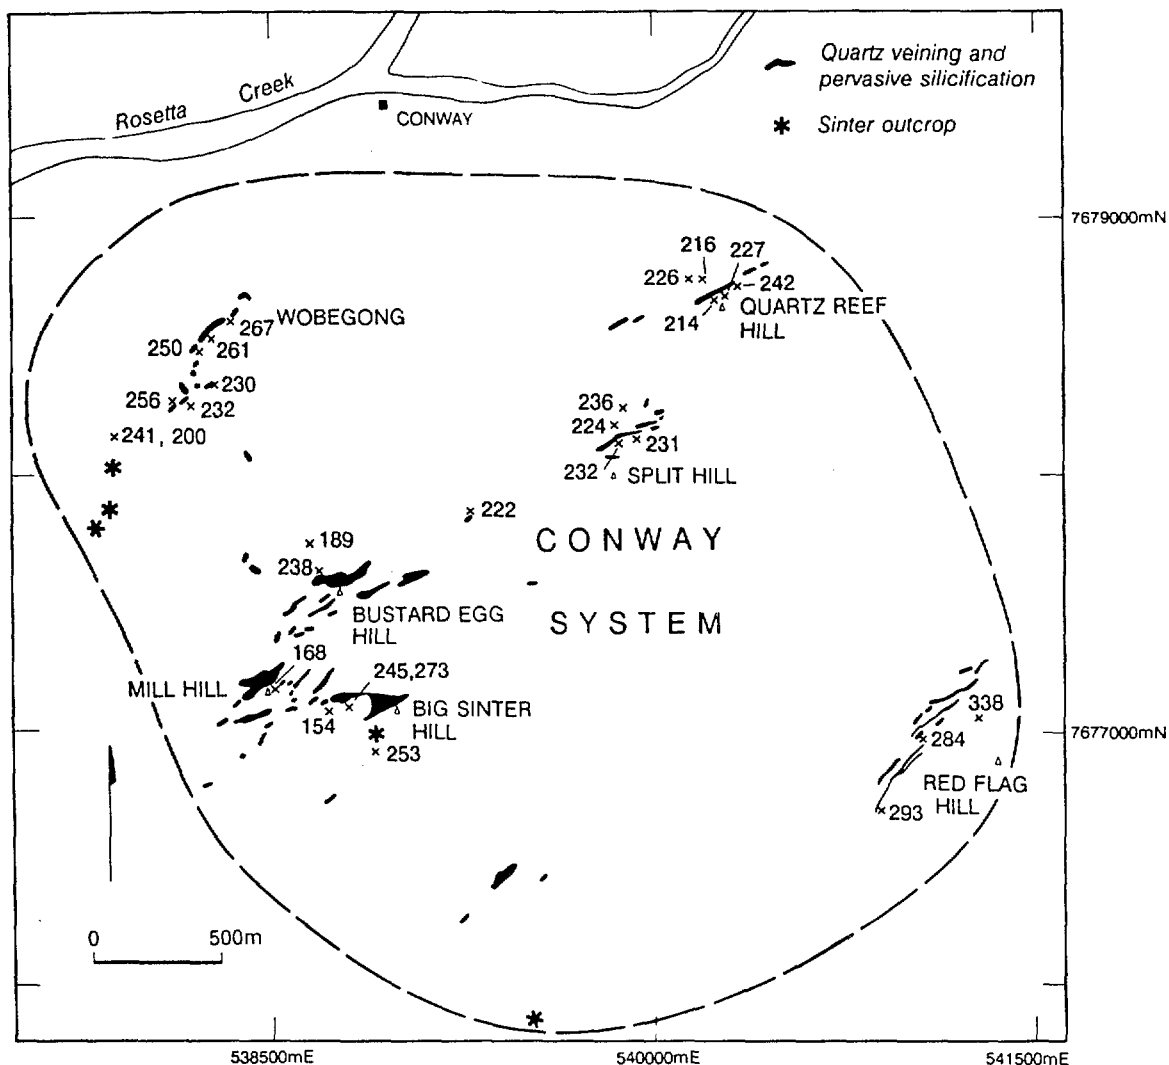 Quartz veining and
pervasive silicification
Sinter outcrop
Rosetta Creek
CONWAY
7679000mN
216
227
226
242
QUARTZ REEF
HILL
214
WOBEGONG
267
250
261
230
256
232
241, 200
236
224
231
232
SPLIT HILL
222
CONWAY
SYSTEM
189
238
BUSTARD EGG
HILL
168
245,273
MILL HILL
BIG SINTER
HILL
154
253
338
284
7677000mN
RED FLAG
HILL
293
0 500m
538500mE
540000mE
541500mE